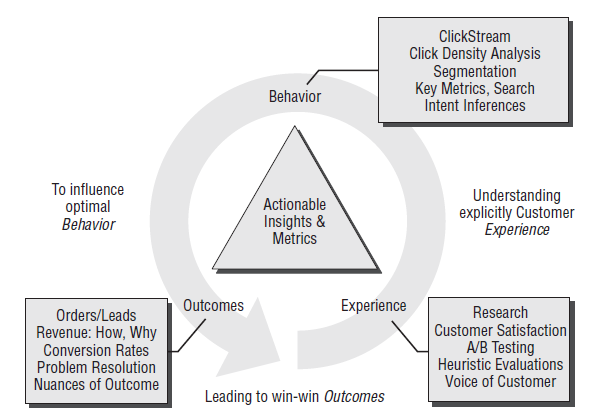 ClickStream
Click Density Analysis
Segmentation
Key Metrics, Search
Intent Inferences
Behavior
To influence
optimal
Behavior
Actionable
Insights &
Metrics
Understanding
explicitly Customer
Experience
Outcomes
Experience
Orders/Leads
Revenue: How, Why
Conversion Rates
Problem Resolution
Nuances of Outcome
Research
Customer Satisfaction
A/B Testing
Heuristic Evaluations
Voice of Customer
Leading to win-win Outcomes